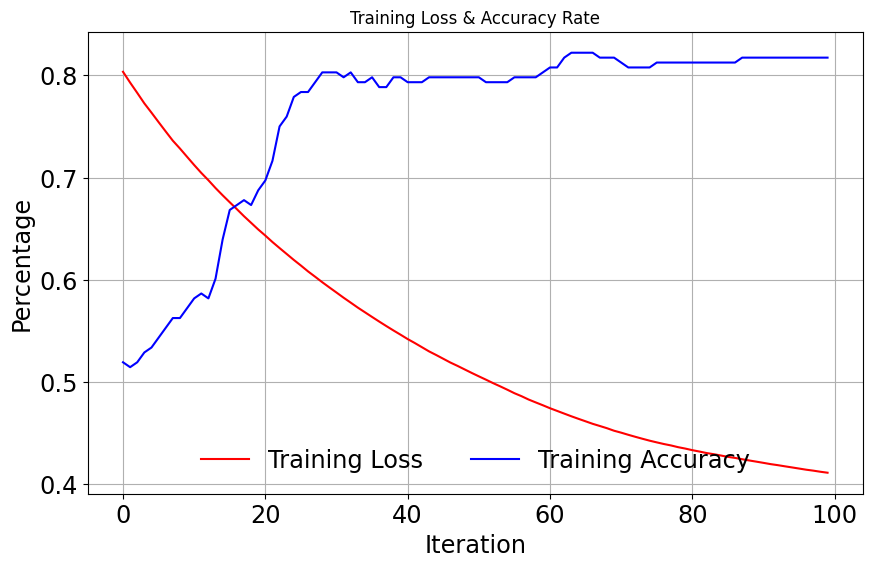 Training Loss & Accuracy Rate
Percentage
0.8
0.7
0.6
0.5
0.4
Training Loss
Training Accuracy
0
20
40
60
80
100
Iteration